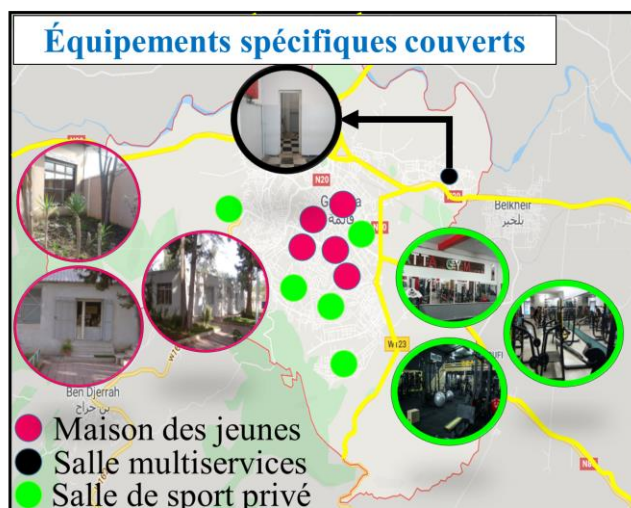 Équipements spécifiques couverts
N20
قالمة
N20
Belkheir
بلخير
W123
Ben Djerrah
بن جراح
Maison des jeunes
Salle multiservices
Salle de sport privé